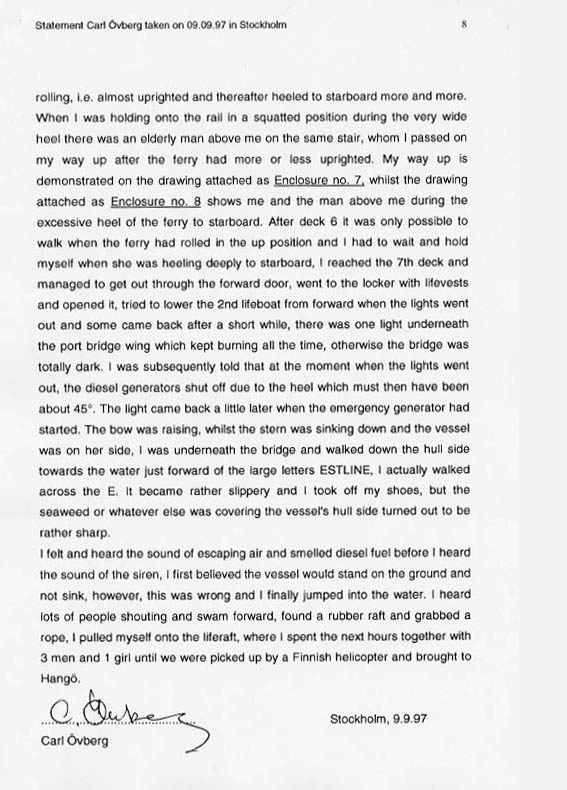 Statement Carl Övberg taken on 09.09.97 in Stockholm 8
rolling, i.e. almost uprighted and thereafter heeled to starboard more and more.
When I was holding onto the rail in a squatted position during the very wide
heel there was an elderly man above me on the same stair, whom I passed on
my way up after the ferry had more or less uprighted. My way up is
demonstrated on the drawing attached as Enclosure no. 7, whilst the drawing
attached as Enclosure no. 8 shows me and the man above me during the
excessive heel of the ferry to starboard. After deck 6 it was only possible to
walk when the ferry had rolled in the up position and I had to wait and hold
myself when she was heeling deeply to starboard, I reached the 7th deck and
managed to get out through the forward door, went to the locker with lifevests
and opened it, tried to lower the 2nd lifeboat from forward when the lights went
out and some came back after a short while, there was one light underneath
the port bridge wing which kept burning all the time, otherwise the bridge was
totally dark. I was subsequently told that at the moment when the lights went
out, the diesel generators shut off due to the heel which must then have been
about 45°. The light came back a little later when the emergency generator had
started. The bow was raising, whilst the stern was sinking down and the vessel
was on her side, I was underneath the bridge and walked down the hull side
towards the water just forward of the large letters ESTLINE, I actually walked
across the E. It became rather slippery and I took off my shoes, but the
seaweed or whatever else was covering the vessel's hull side turned out to be
rather sharp.
I felt and heard the sound of escaping air and smelled diesel fuel before I heard
the sound of the siren, I first believed the vessel would stand on the ground and
not sink, however, this was wrong and I finally jumped into the water. I heard
lots of people shouting and swam forward, found a rubber raft and grabbed a
rope, I pulled myself onto the liferaft, where I spent the next hours together with
3 men and 1 girl until we were picked up by a Finnish helicopter and brought to
Hangö.
C. Övberg
Stockholm, 9.9.97
Carl Övberg